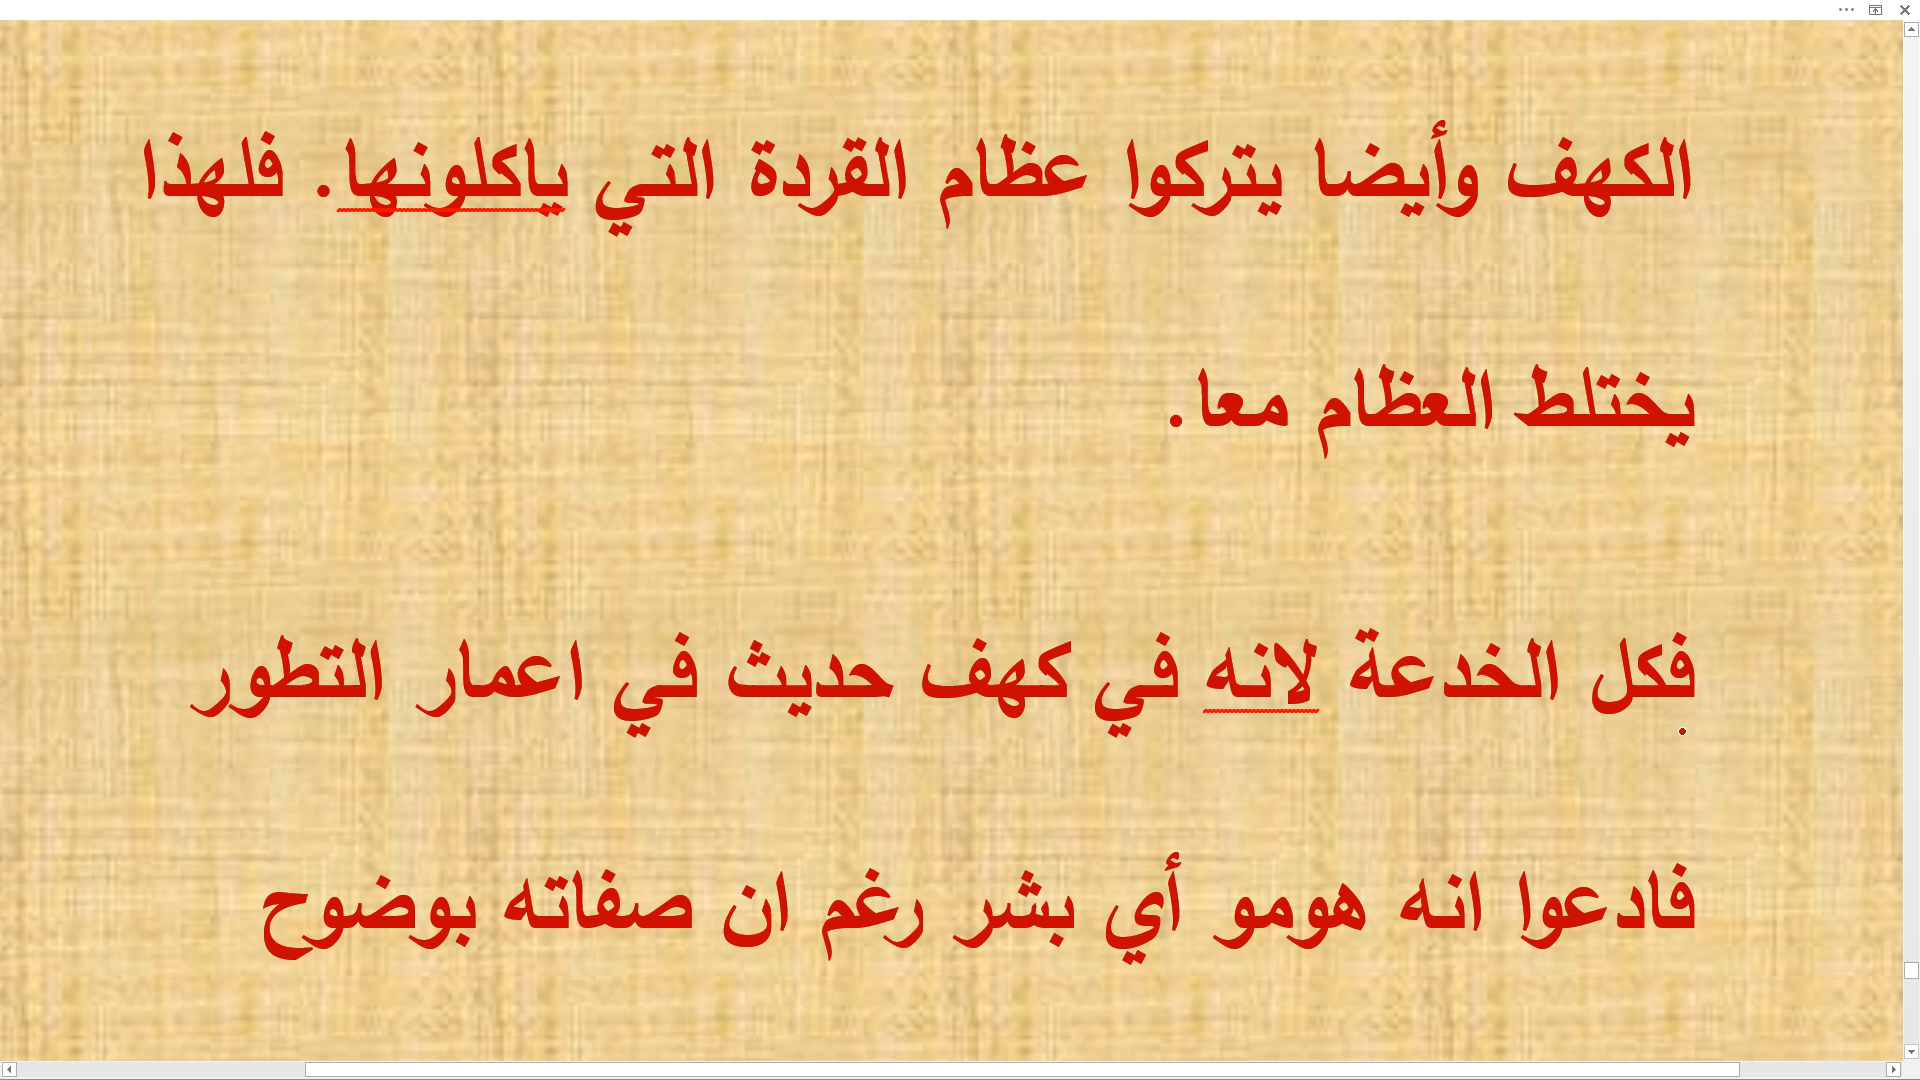 الكهف وأيضا يتركوا عظام القردة التي ياكلونها. فلهذا
يختلط العظام معا.
فكل الخدعة لانه في كهف حديث في اعمار التطور
فادعوا انه هومو أي بشر رغم ان صفاته بوضوح